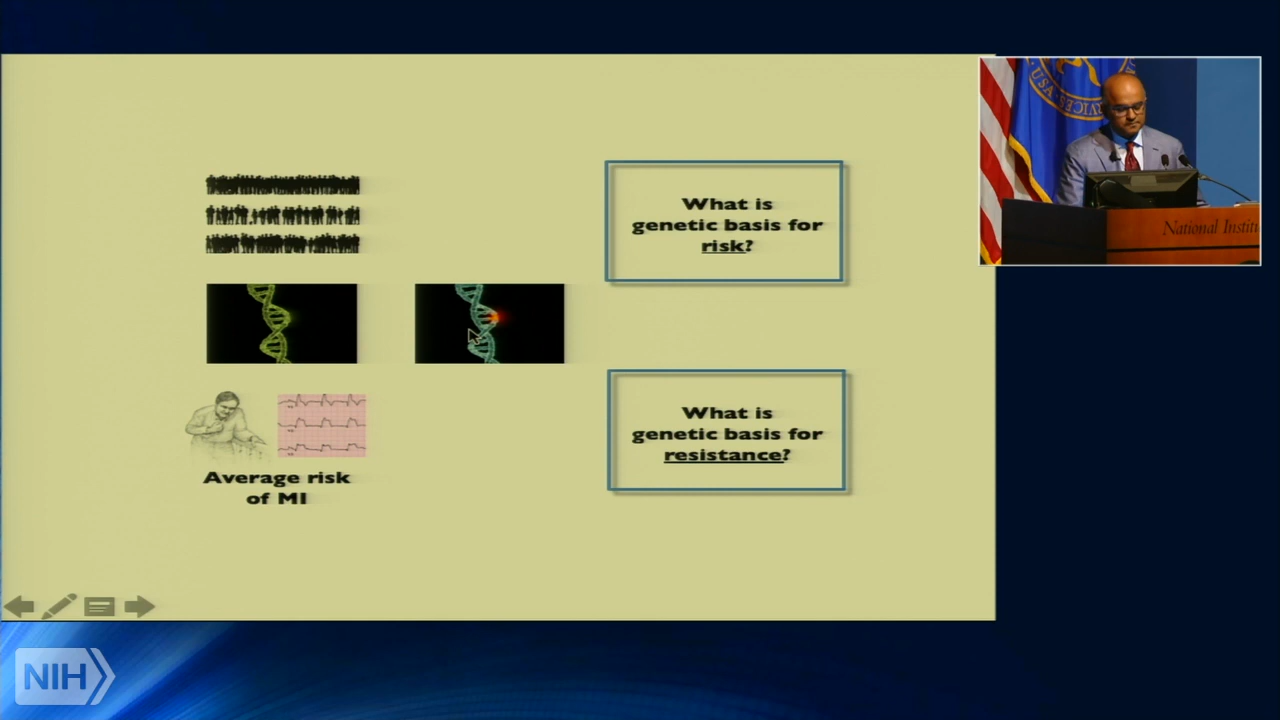 What is
genetic basis for
risk?
What is
genetic basis for
resistance?
Average risk
of MI
National Instit
NIH